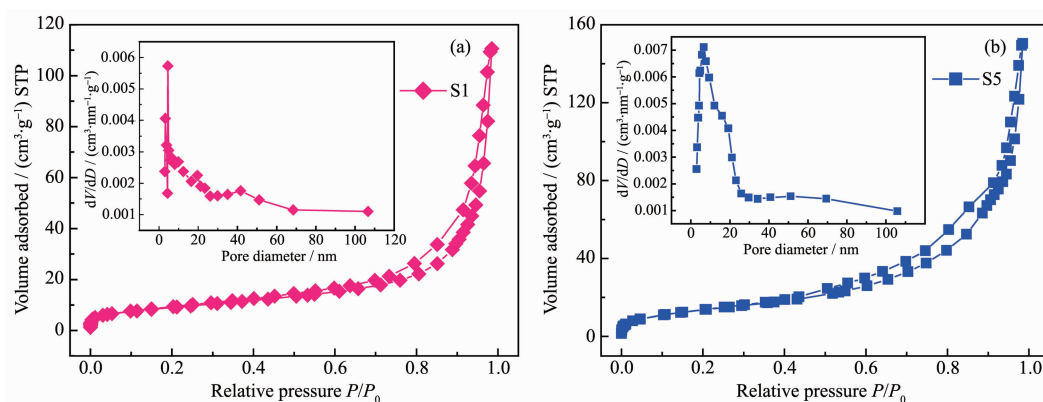 (a)
S1
Volume adsorbed / (cm³·g⁻¹) STP
120
100
80
60
40
20
0
0.0 0.2 0.4 0.6 0.8 1.0
Relative pressure P/P₀
dV/dD / (cm³·nm⁻¹·g⁻¹)
0.006
0.005
0.004
0.003
0.002
0.001
0 20 40 60 80 100 120
Pore diameter / nm
(b)
S5
Volume adsorbed / (cm³·g⁻¹) STP
160
120
80
40
0
0.0 0.2 0.4 0.6 0.8 1.0
Relative pressure P/P₀
dV/dD / (cm³·nm⁻¹·g⁻¹)
0.007
0.006
0.005
0.004
0.003
0.002
0.001
0 20 40 60 80 100
Pore diameter / nm